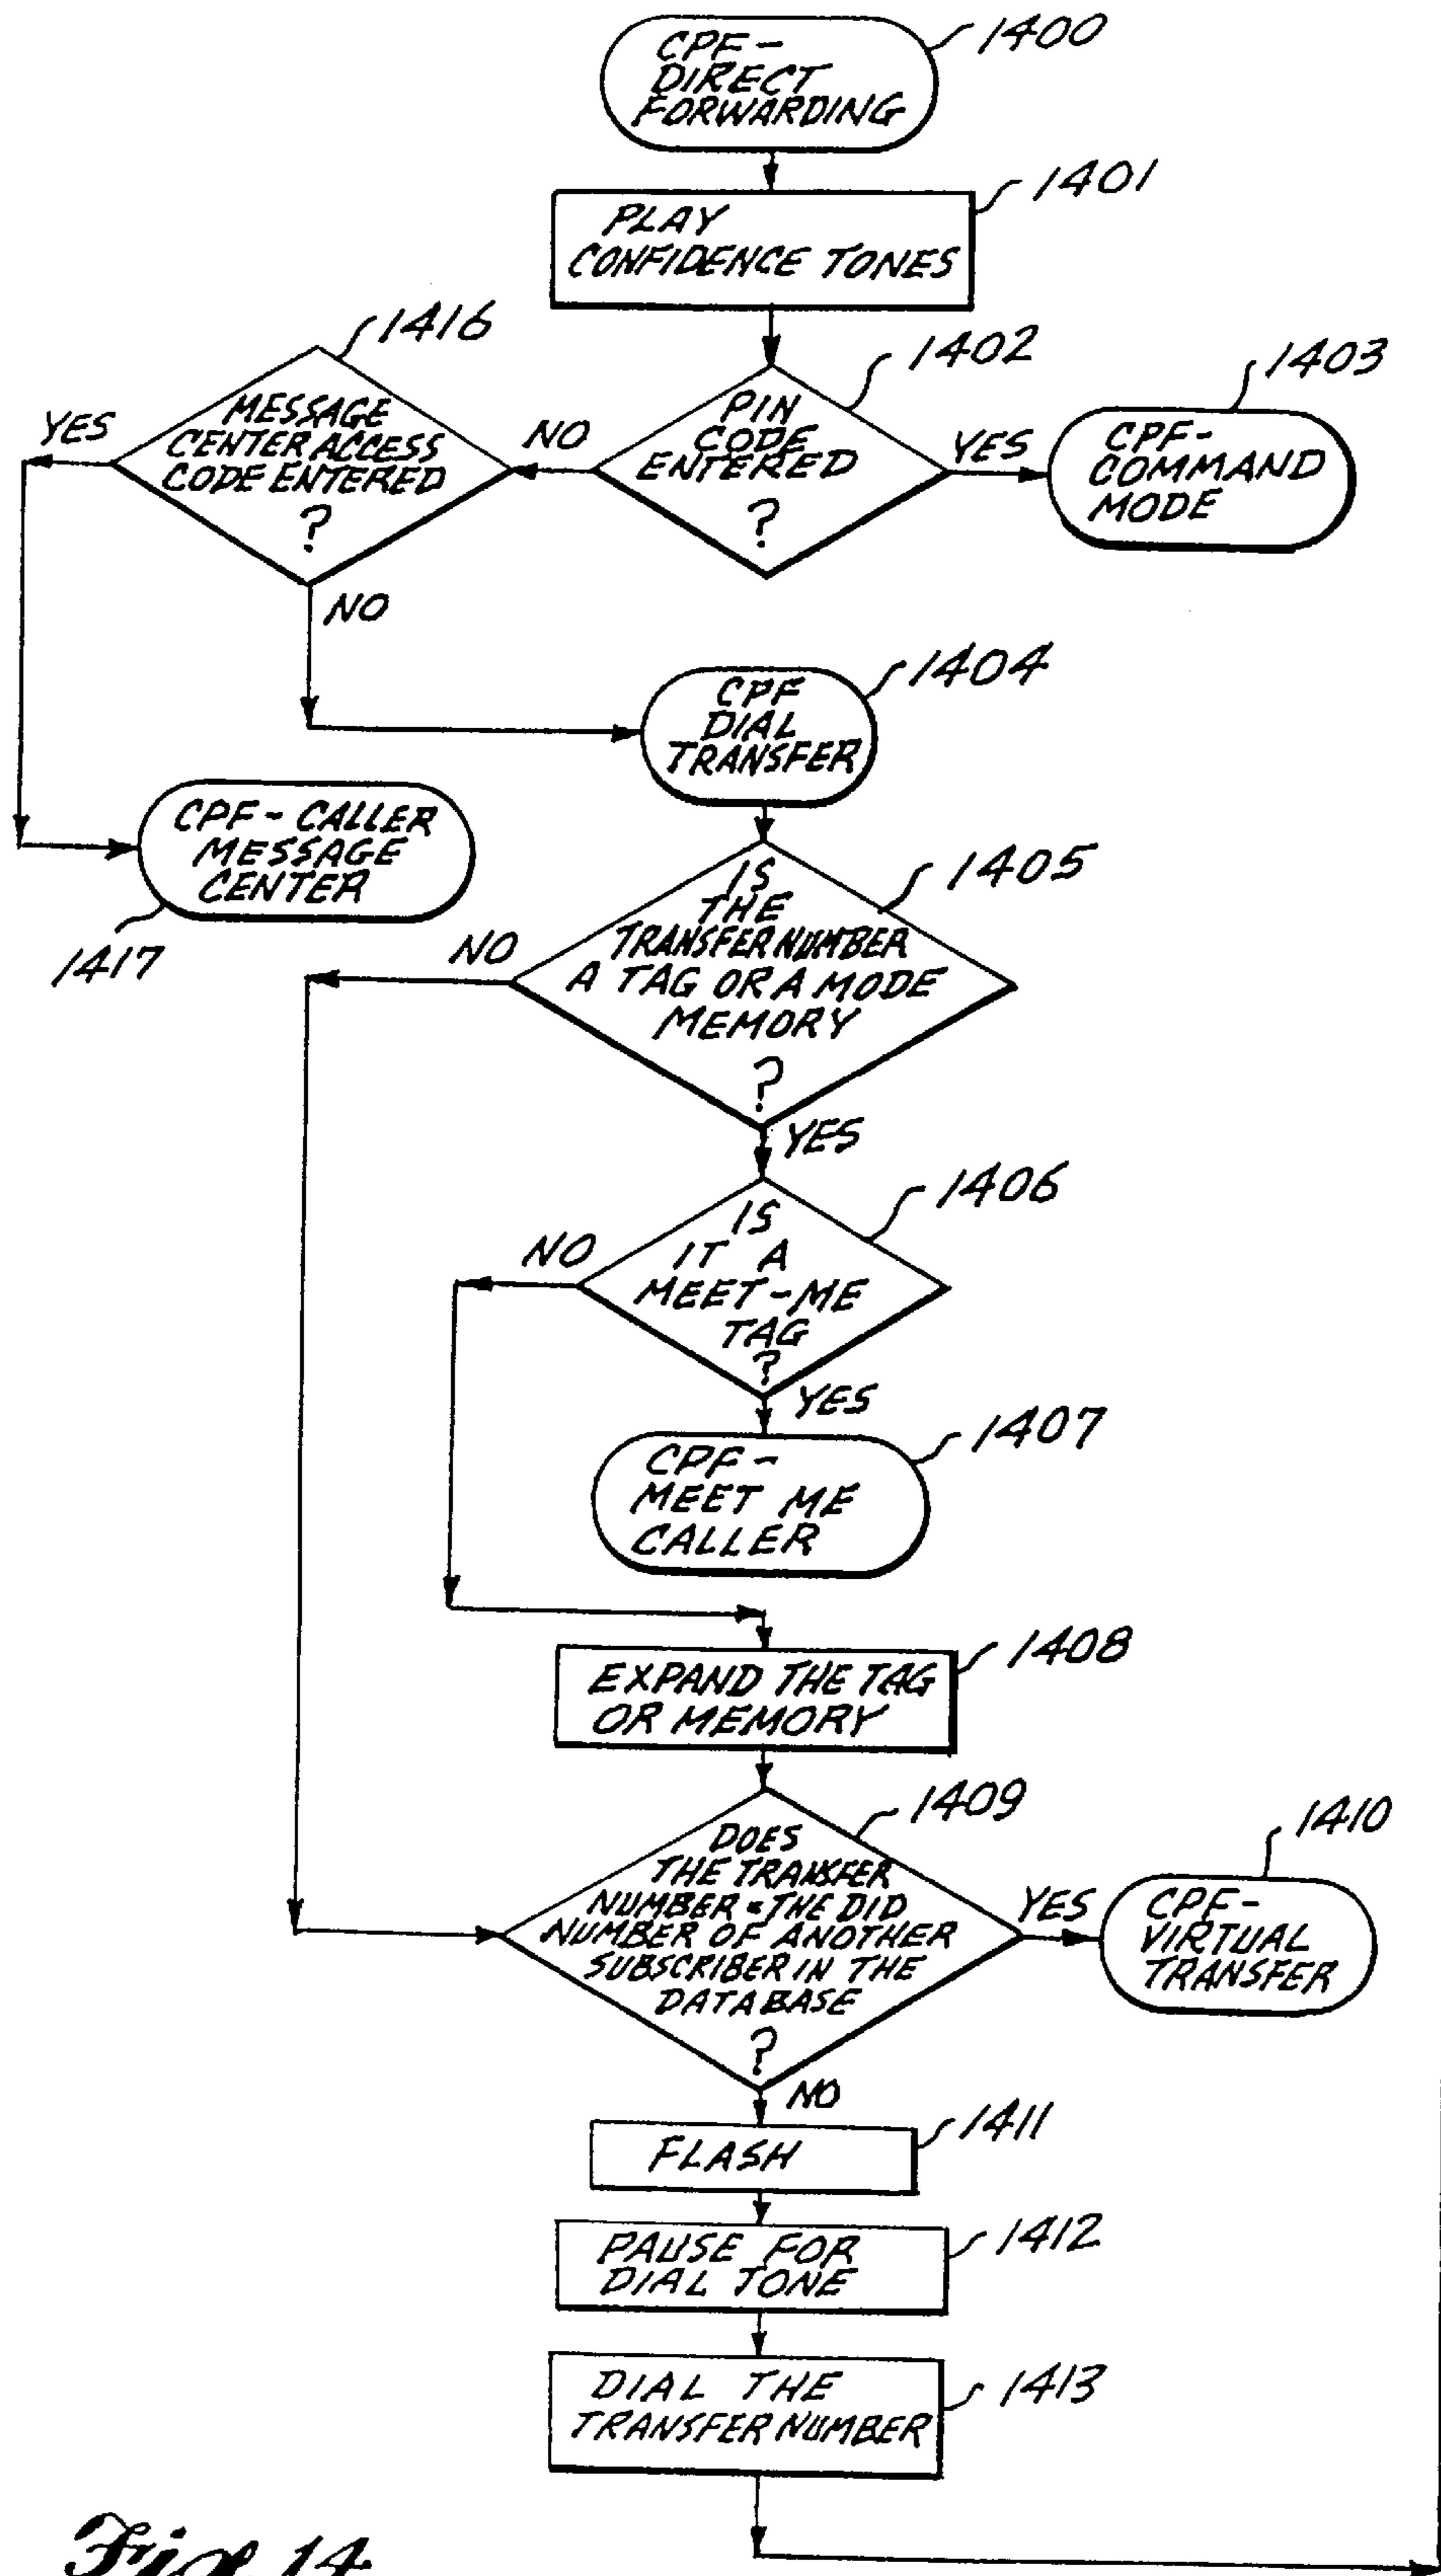 1400
CPF-
DIRECT
FORWARDING
1401
PLAY
CONFIDENCE TONES
1416
1402
1403
MESSAGE
CENTER ACCESS
CODE ENTERED
?
YES
NO
PIN
CODE
ENTERED
?
YES
CPF-
COMMAND
MODE
NO
1404
CPF
DIAL
TRANSFER
CPF-CALLER
MESSAGE
CENTER
1417
1405
IS
THE
TRANSFER NUMBER
A TAG OR A MODE
MEMORY
?
NO
YES
1406
IS
IT A
MEET-ME
TAG
?
NO
YES
1407
CPF-
MEET ME
CALLER
1408
EXPAND THE TAG
OR MEMORY
1409
DOES
THE TRANSFER
NUMBER = THE DID
NUMBER OF ANOTHER
SUBSCRIBER IN THE
DATABASE
?
YES
1410
CPF-
VIRTUAL
TRANSFER
NO
1411
FLASH
1412
PAUSE FOR
DIAL TONE
1413
DIAL THE
TRANSFER NUMBER
Fig. 14